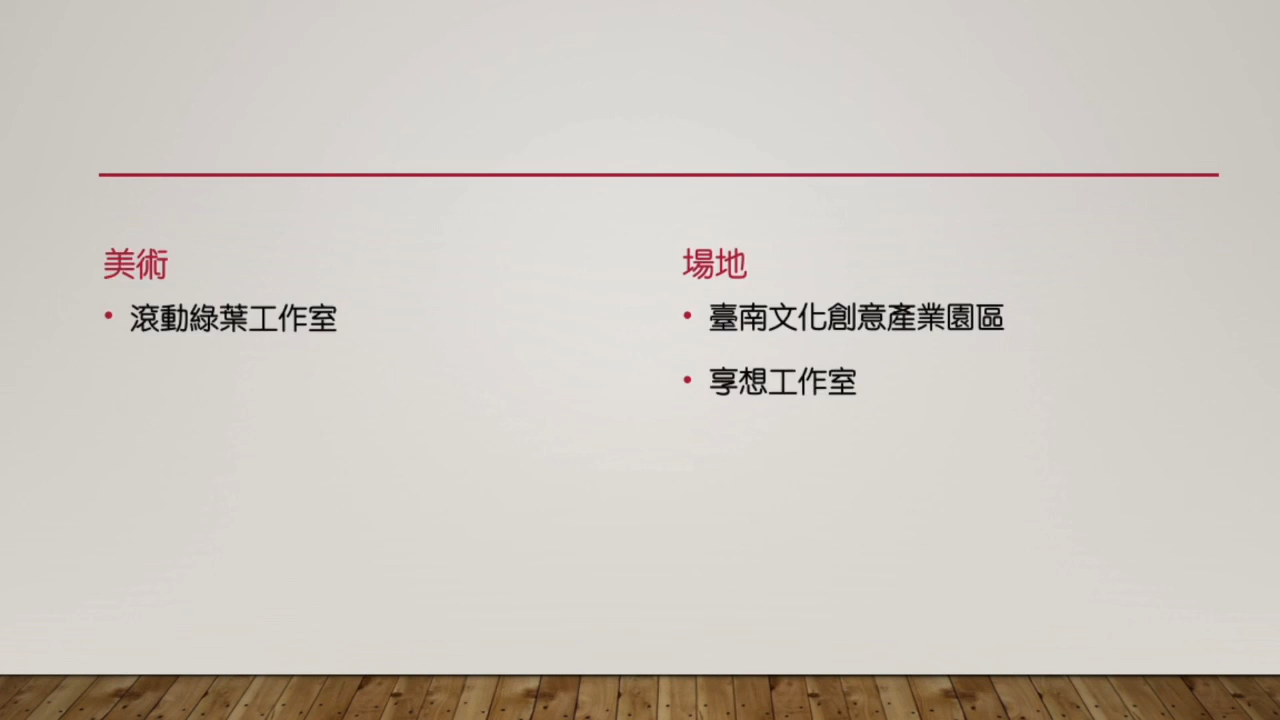 美術
• 滾動綠葉工作室
場地
• 臺南文化創意產業園區
• 享想工作室